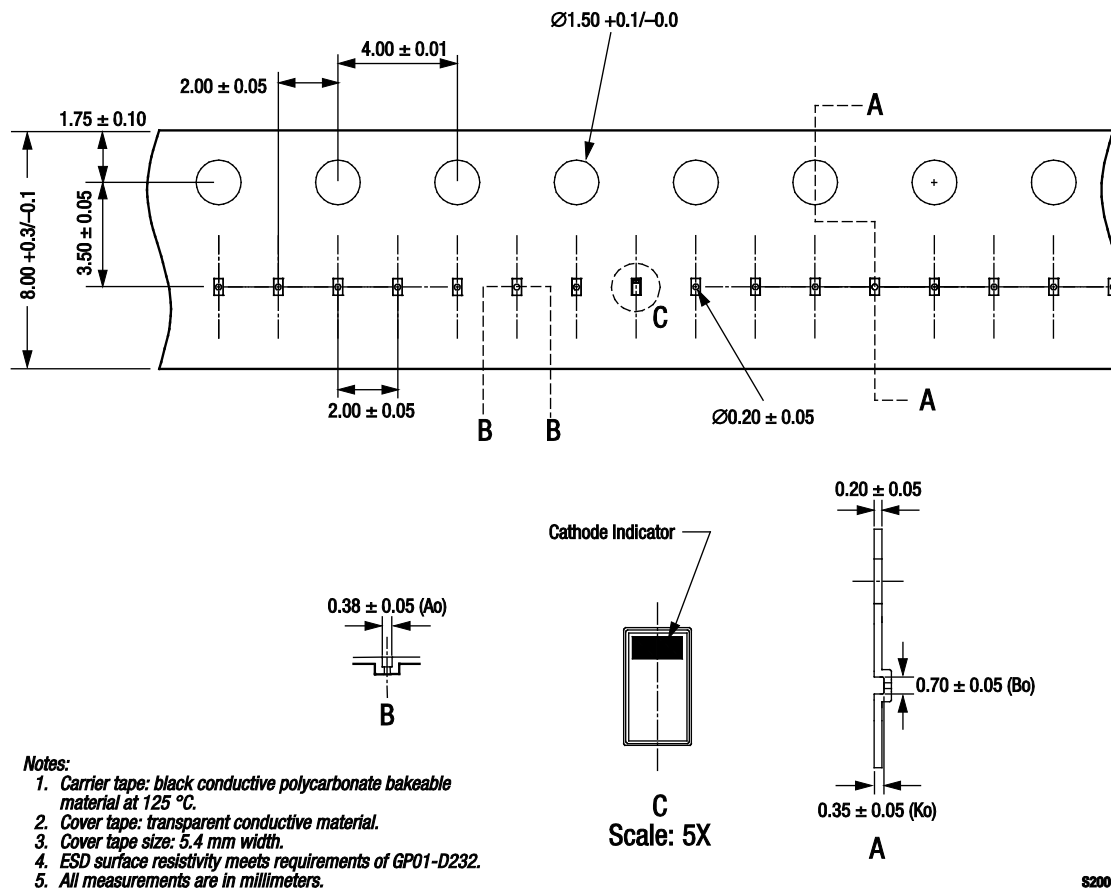 Ø1.50 +0.1/–0.0
4.00 ± 0.01
2.00 ± 0.05
1.75 ± 0.10
A
8.00 +0.3/–0.1
3.50 ± 0.05
C
2.00 ± 0.05
B
B
Ø0.20 ± 0.05
A
0.20 ± 0.05
Cathode Indicator
0.38 ± 0.05 (Ao)
0.70 ± 0.05 (Bo)
B
C
Scale: 5X
0.35 ± 0.05 (Ko)
A
Notes:
1. Carrier tape: black conductive polycarbonate bakeable
material at 125 °C.
2. Cover tape: transparent conductive material.
3. Cover tape size: 5.4 mm width.
4. ESD surface resistivity meets requirements of GP01-D232.
5. All measurements are in millimeters.
S200